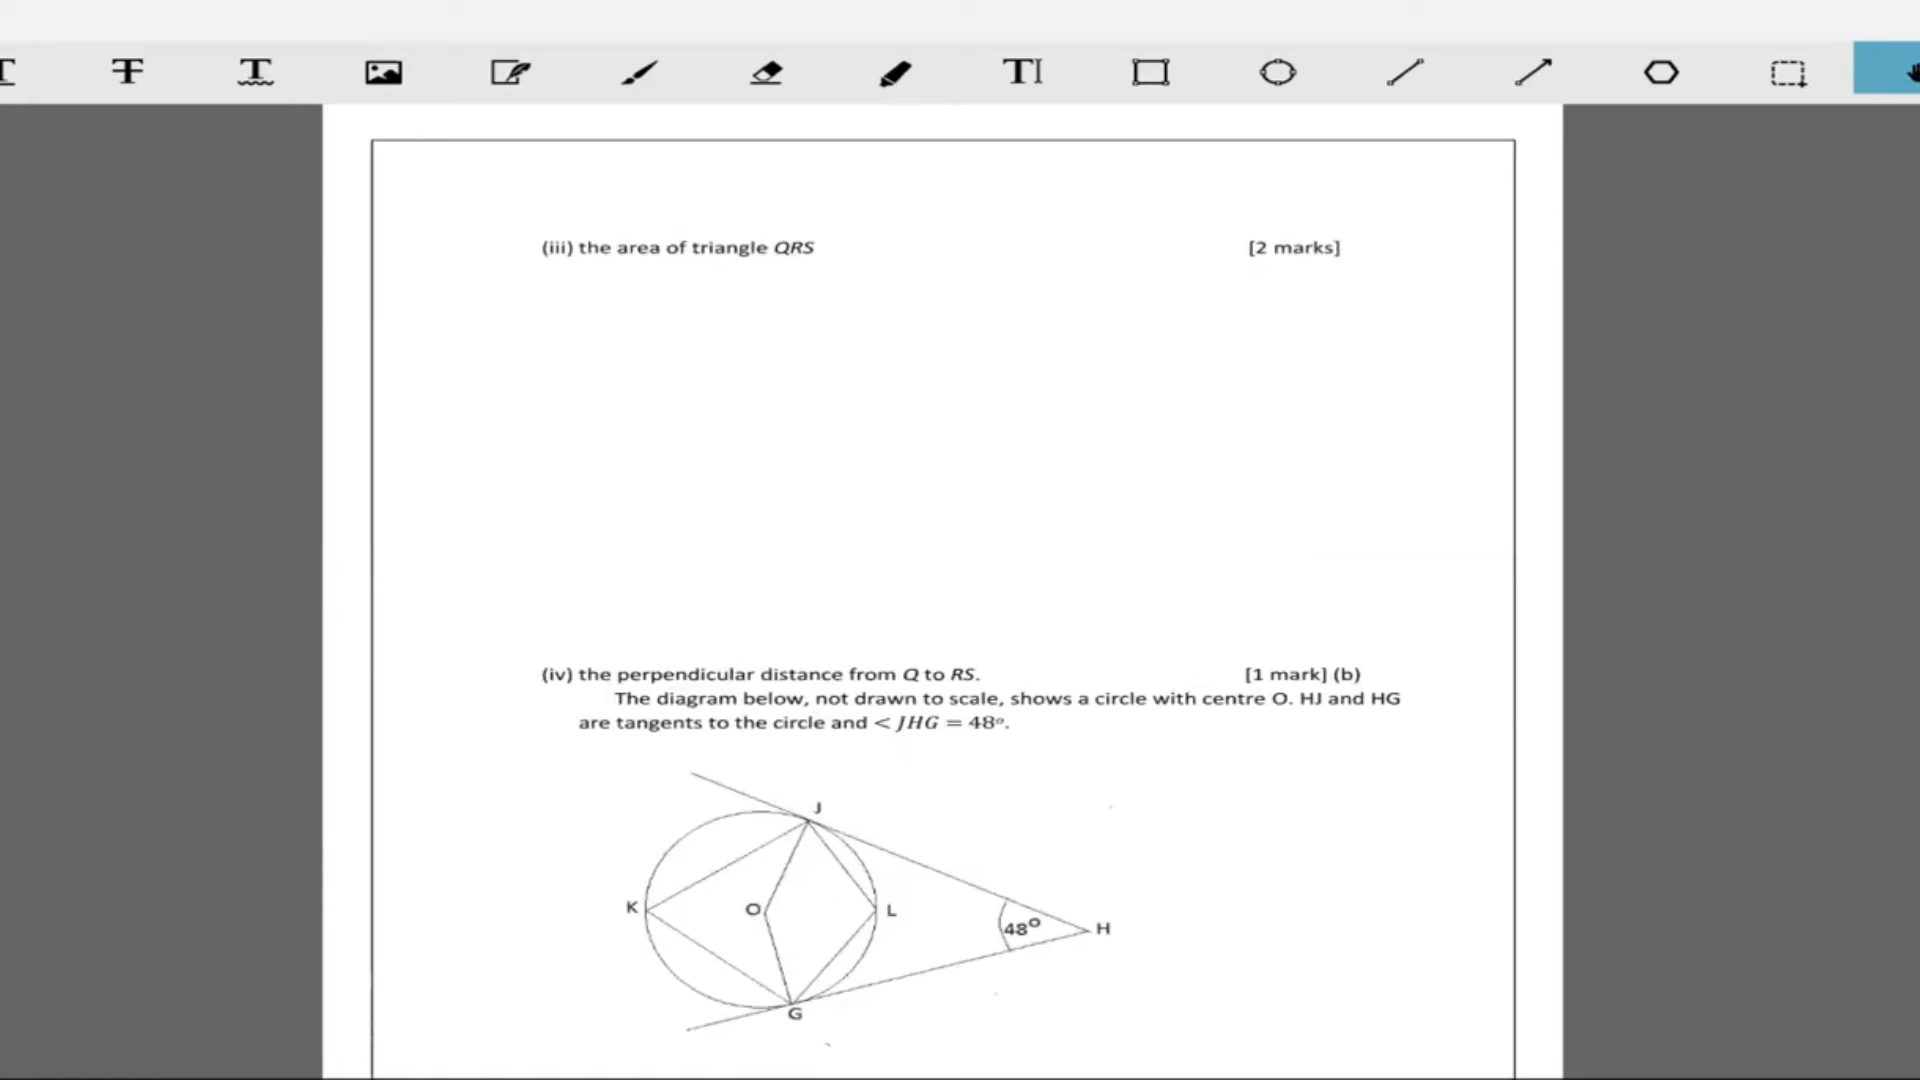 (iii) the area of triangle QRS [2 marks]
(iv) the perpendicular distance from Q to RS. [1 mark] (b)
The diagram below, not drawn to scale, shows a circle with centre O. HJ and HG
are tangents to the circle and < JHG = 48°.
J
K O L
48° H
G